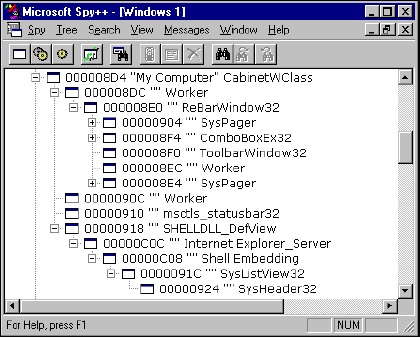 Microsoft Spy++ - [Windows 1]
Spy Tree Search View Messages Window Help
000008D4 "My Computer" CabinetWClass
000008DC "" Worker
000008E0 "" ReBarWindow32
00000904 "" SysPager
000008F4 "" ComboBoxEx32
000008F0 "" ToolbarWindow32
000008EC "" Worker
000008E4 "" SysPager
0000090C "" Worker
00000910 "" msctls_statusbar32
00000918 "" SHELLDLL_DefView
00000C0C "" Internet Explorer_Server
00000C08 "" Shell Embedding
0000091C "" SysListView32
00000924 "" SysHeader32
For Help, press F1
NUM